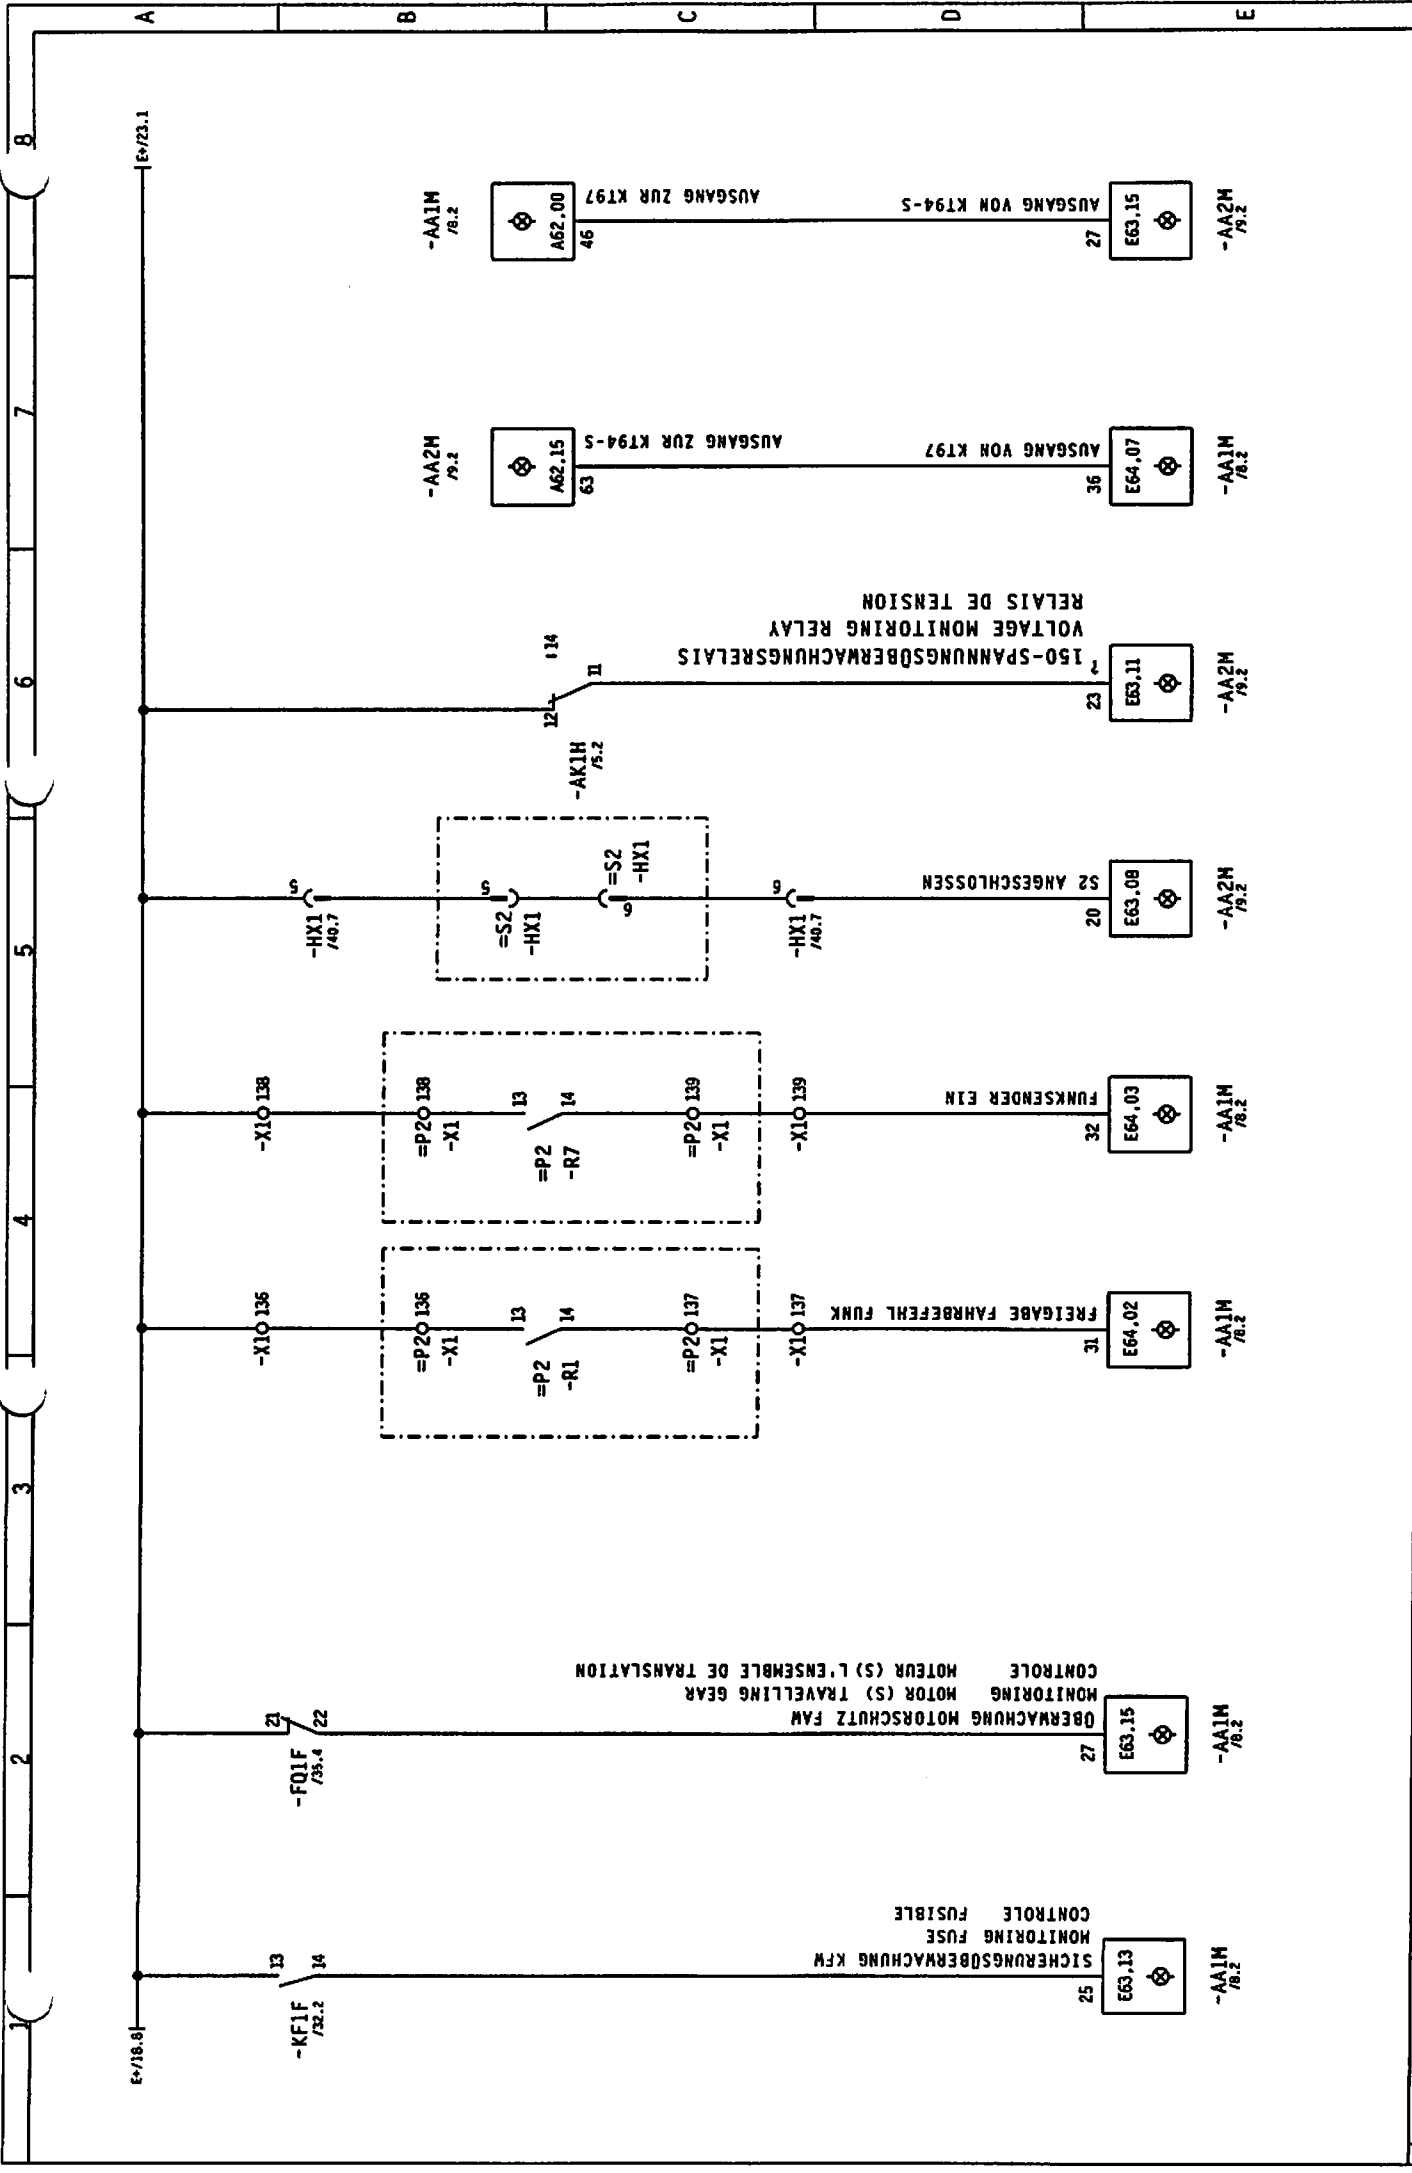 1 2 3 4 5 6 7 8
A
B
C
D
E
E+/18.8
E+/23.1
-KF1F
/32.2
13
14
SICHERUNGSÜBERWACHUNG KFW
MONITORING FUSE
CONTROLE FUSIBLE
25
E63,13
-AA1M
/8.2
-FQ1F
/35.4
21
22
ÜBERWACHUNG MOTORSCHUTZ FAW
MONITORING MOTOR (S) TRAVELLING GEAR
CONTROLE MOTEUR (S) L'ENSEMBLE DE TRANSLATION
27
E63.15
-AA1M
/8.2
-X1 136
=P2 136
-X1
13
=P2
-R1
14
=P2 137
-X1
-X1 137
FREIGABE FAHRBEFEHL FUNK
31
E64,02
-AA1M
/8.2
-X1 138
=P2 138
-X1
13
=P2
-R7
14
=P2 139
-X1
-X1 139
FUNKSENDER EIN
32
E64,03
-AA1M
/8.2
5
-HX1
/40.7
5
=S2
-HX1
=S2
-HX1
6
6
-HX1
/40.7
S2 ANGESCHLOSSEN
20
E63,08
-AA2M
/9.2
12
14
11
-AK1H
/5.2
150-SPANNUNGSÜBERWACHUNGSRELAIS
VOLTAGE MONITORING RELAY
RELAIS DE TENSION
?
23
E63,11
-AA2M
/9.2
-AA2M
/9.2
A62,15
63
AUSGANG ZUR KT94-S
AUSGANG VON KT97
36
E64,07
-AA1M
/8.2
-AA1M
/8.2
A62,00
46
AUSGANG ZUR KT97
AUSGANG VON KT94-S
27
E63,15
-AA2M
/9.2